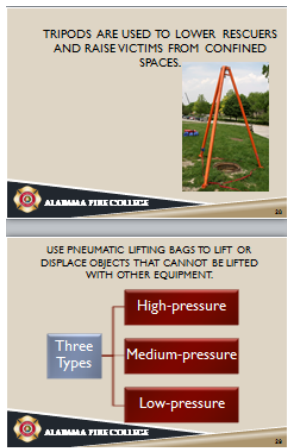 TRIPODS ARE USED TO LOWER RESCUERS
AND RAISE VICTIMS FROM CONFINED
SPACES.
ALABAMA FIRE COLLEGE
USE PNEUMATIC LIFTING BAGS TO LIFT OR
DISPLACE OBJECTS THAT CANNOT BE LIFTED
WITH OTHER EQUIPMENT.
High-pressure
Three
Types
Medium-pressure
Low-pressure
ALABAMA FIRE COLLEGE